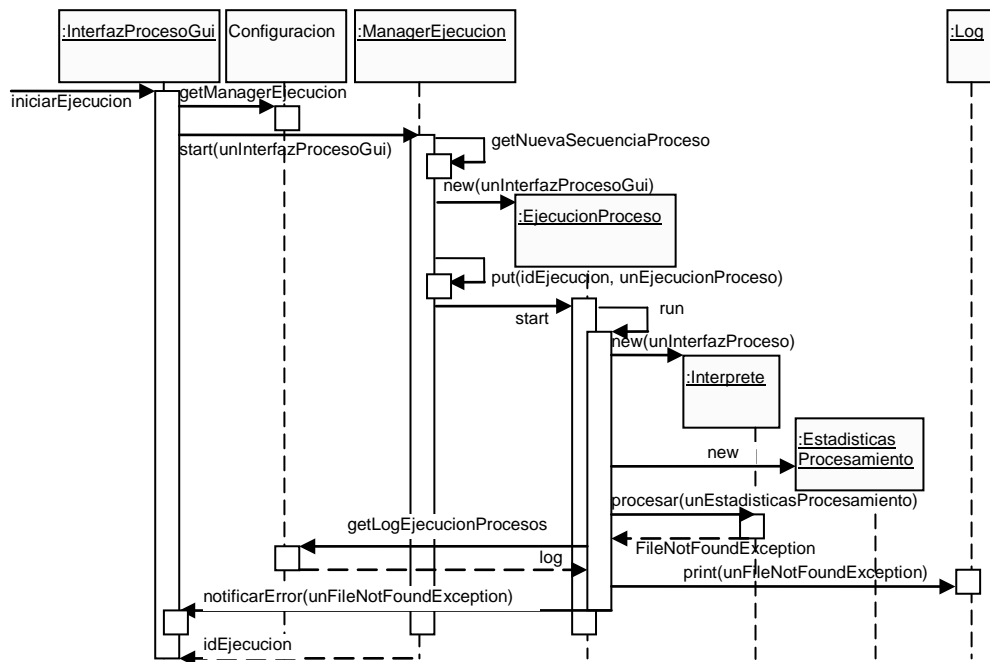 :InterfazProcesoGui
Configuracion
:ManagerEjecucion
:Log
iniciarEjecucion
getManagerEjecucion
start(unInterfazProcesoGui)
getNuevaSecuenciaProceso
new(unInterfazProcesoGui)
:EjecucionProceso
put(idEjecucion, unEjecucionProceso)
start
run
new(unInterfazProceso)
:Interprete
:Estadisticas
Procesamiento
new
procesar(unEstadisticasProcesamiento)
getLogEjecucionProcesos
FileNotFoundException
log
print(unFileNotFoundException)
notificarError(unFileNotFoundException)
idEjecucion